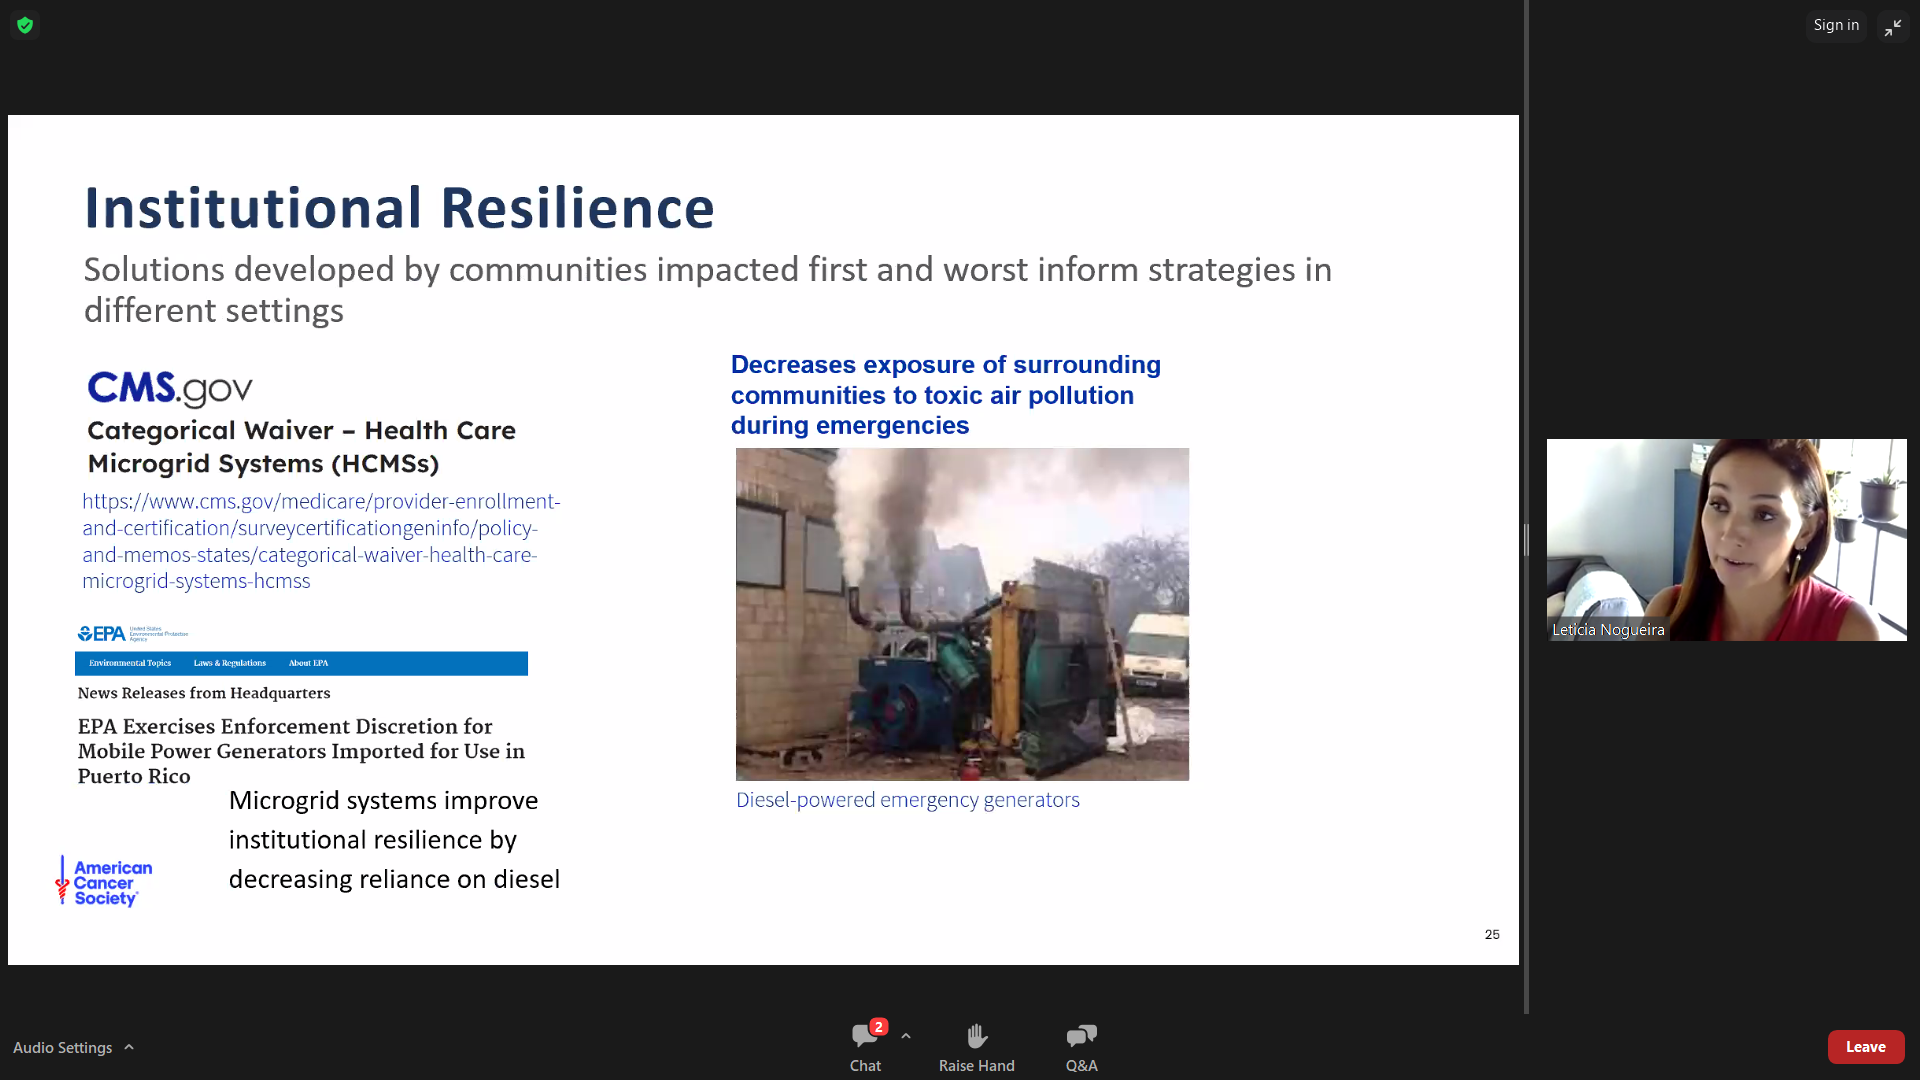 Sign in
Institutional Resilience
Solutions developed by communities impacted first and worst inform strategies in
different settings
CMS.gov
Categorical Waiver – Health Care
Microgrid Systems (HCMSs)
https://www.cms.gov/medicare/provider-enrollment-
and-certification/surveycertificationgeninfo/policy-
and-memos-states/categorical-waiver-health-care-
microgrid-systems-hcmss
EPA
United States
Environmental Protection
Agency
Environmental Topics Laws & Regulations About EPA
News Releases from Headquarters
EPA Exercises Enforcement Discretion for
Mobile Power Generators Imported for Use in
Puerto Rico
Microgrid systems improve
institutional resilience by
decreasing reliance on diesel
American
Cancer
Society
Decreases exposure of surrounding
communities to toxic air pollution
during emergencies
Diesel-powered emergency generators
25
Leticia Nogueira
Audio Settings
2
Chat
Raise Hand
Q&A
Leave